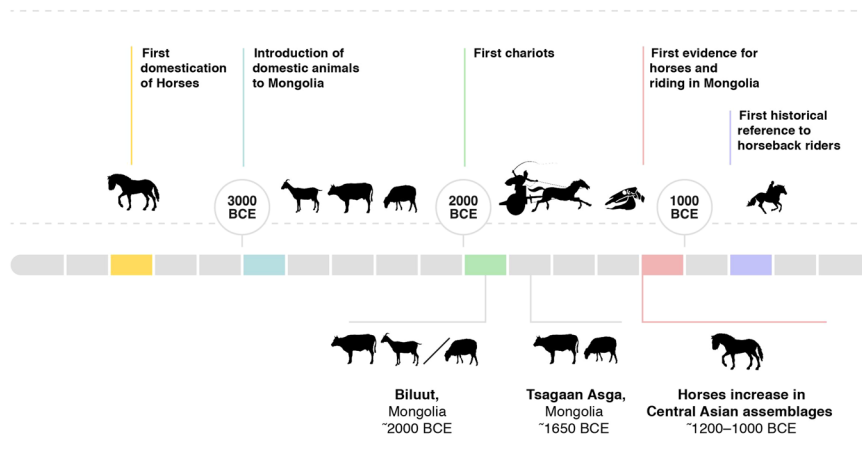 First
domestication
of Horses
Introduction of
domestic animals
to Mongolia
First chariots
First evidence for
horses and
riding in Mongolia
First historical
reference to
horseback riders
3000
BCE
2000
BCE
1000
BCE
Biluut,
Mongolia
~2000 BCE
Tsagaan Asga,
Mongolia
~1650 BCE
Horses increase in
Central Asian assemblages
~1200–1000 BCE